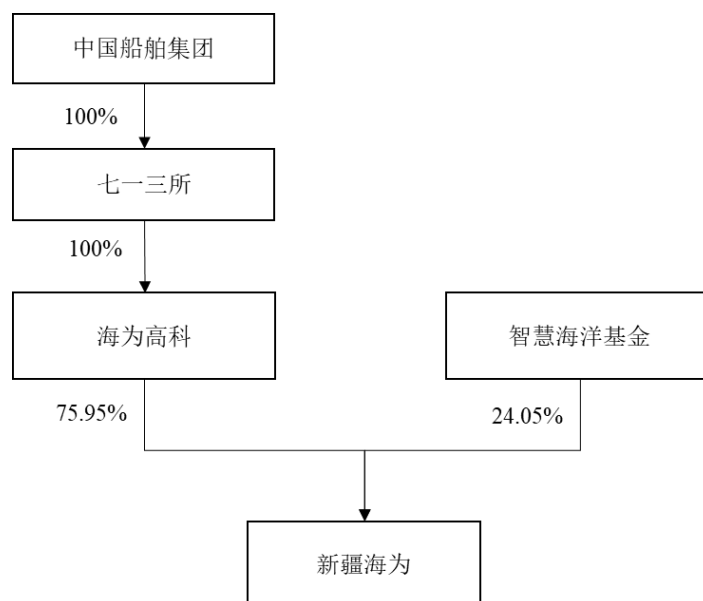 中国船舶集团
100%
七一三所
100%
海为高科
智慧海洋基金
75.95%
24.05%
新疆海为